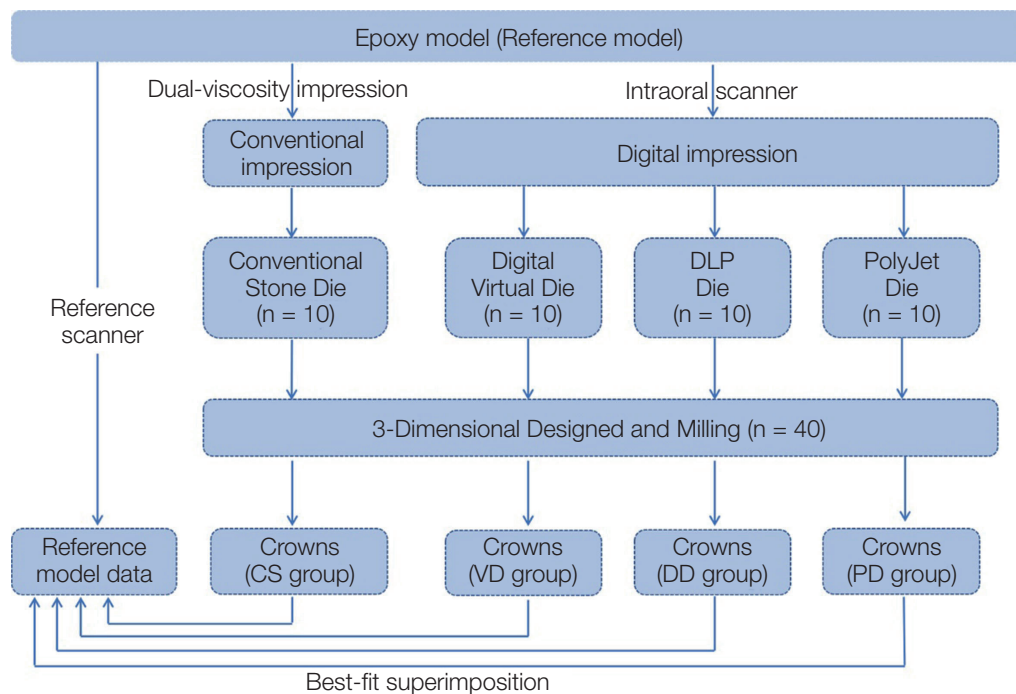 Epoxy model (Reference model)
Dual-viscosity impression
Intraoral scanner
Conventional
impression
Digital impression
Conventional
Stone Die
(n = 10)
Digital
Virtual Die
(n = 10)
DLP
Die
(n = 10)
PolyJet
Die
(n = 10)
Reference
scanner
3-Dimensional Designed and Milling (n = 40)
Reference
model data
Crowns
(CS group)
Crowns
(VD group)
Crowns
(DD group)
Crowns
(PD group)
Best-fit superimposition